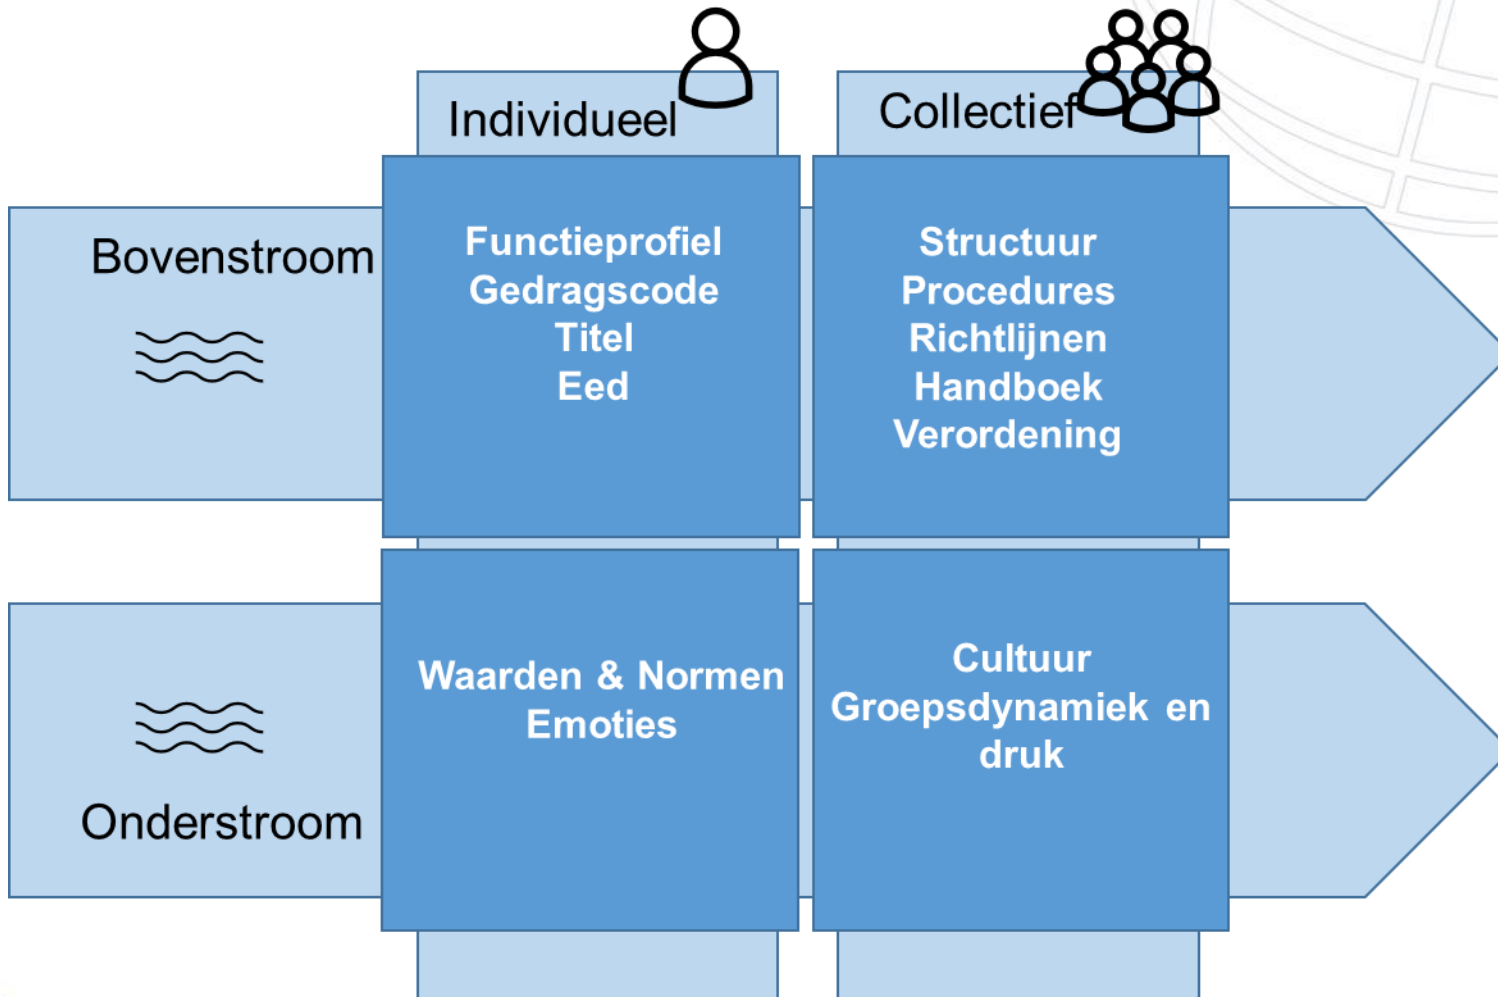 Individueel
Collectief
Bovenstroom
Functieprofiel
Gedragscode
Titel
Eed
Structuur
Procedures
Richtlijnen
Handboek
Verordening
Onderstroom
Waarden & Normen
Emoties
Cultuur
Groepsdynamiek en
druk